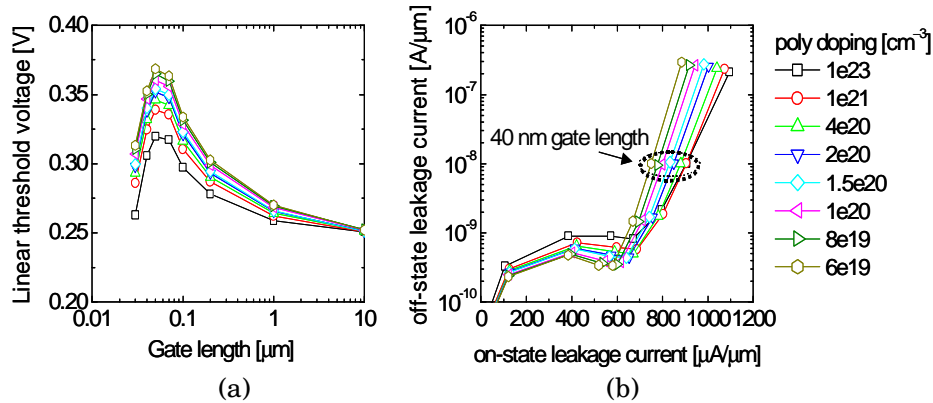 (a)
Linear threshold voltage [V]
0.40
0.35
0.30
0.25
0.20
0.01
0.1
1
10
Gate length [μm]
(a)
(b)
off-state leakage current [A/μm]
10⁻⁶
10⁻⁷
10⁻⁸
10⁻⁹
10⁻¹⁰
40 nm gate length
0 200 400 600 800 1000 1200
on-state leakage current [μA/μm]
(b)
poly doping [cm⁻³]
1e23
1e21
4e20
2e20
1.5e20
1e20
8e19
6e19